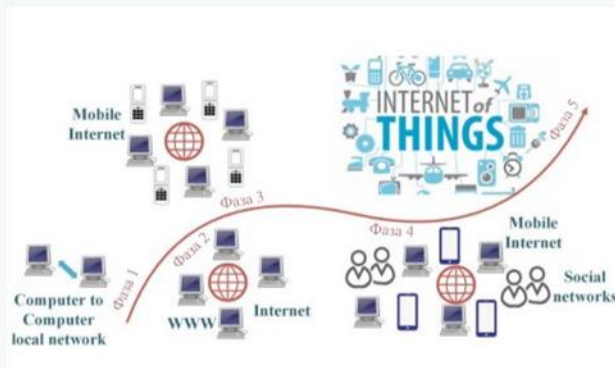 Mobile
Internet
INTERNET of
THINGS
Фаза 5
Фаза 3
Фаза 2
Фаза 4
Фаза 1
Mobile
Internet
Computer to
Computer
local network
WWW
Internet
Social
networks